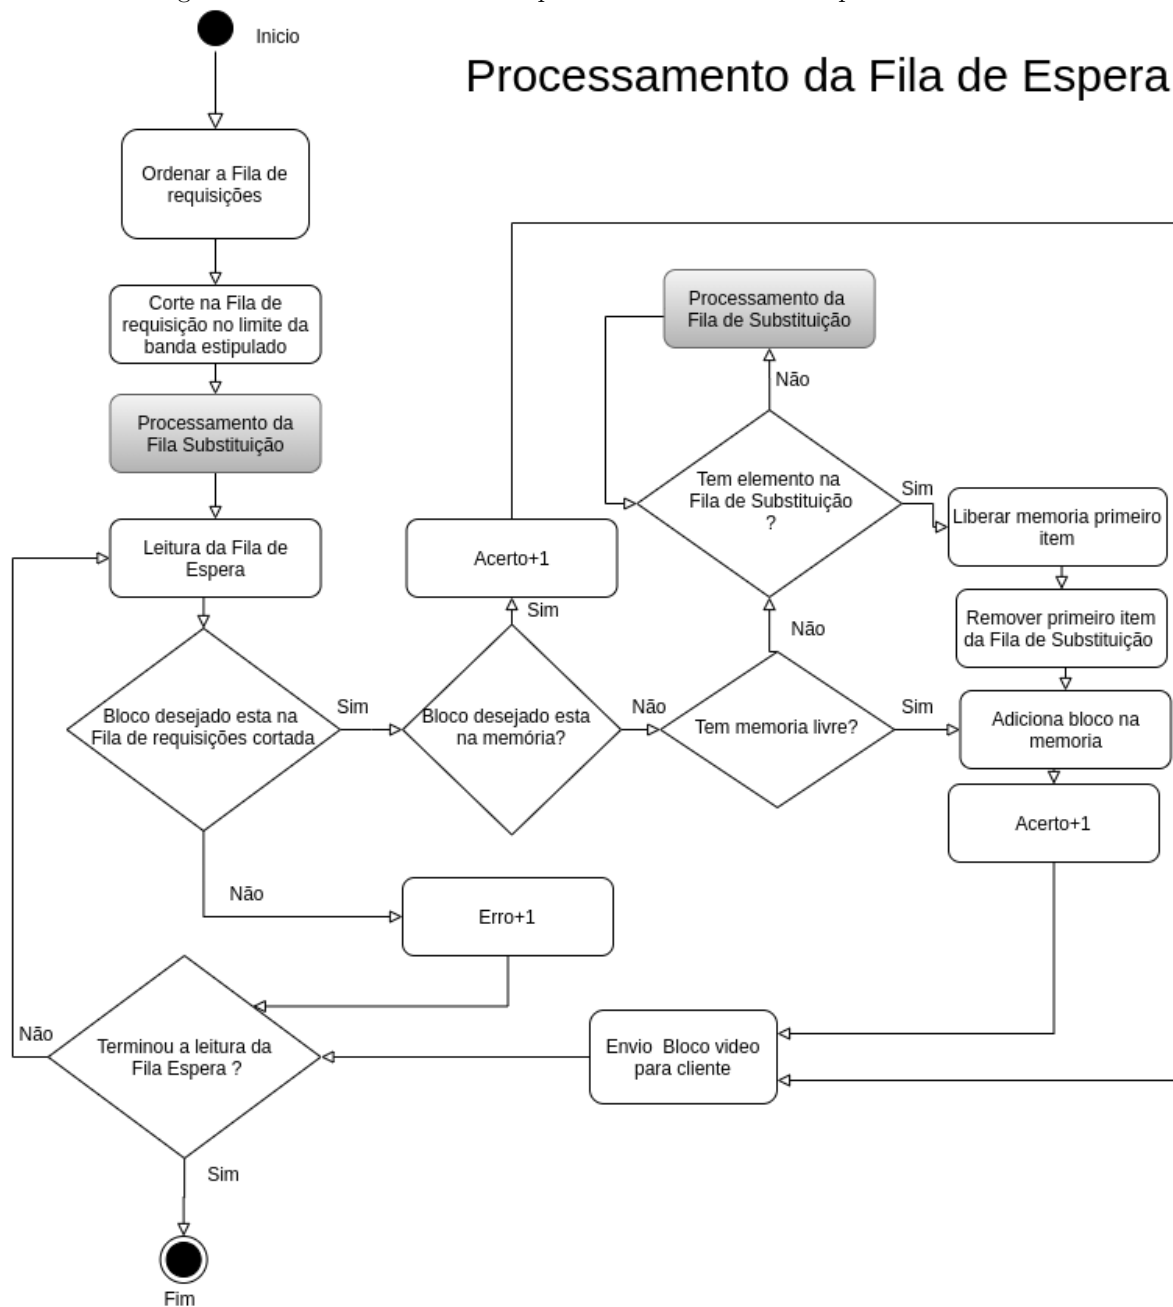 Inicio
Processamento da Fila de Espera
Ordenar a Fila de
requisições
Corte na Fila de
requisição no limite da
banda estipulado
Processamento da
Fila Substituição
Leitura da Fila de
Espera
Bloco desejado esta na
Fila de requisições cortada
Sim
Não
Acerto+1
Sim
Bloco desejado esta
na memória?
Não
Processamento da
Fila de Substituição
Não
Tem elemento na
Fila de Substituição
?
Sim
Não
Tem memoria livre?
Sim
Liberar memoria primeiro
item
Remover primeiro item
da Fila de Substituição
Adiciona bloco na
memoria
Acerto+1
Erro+1
Envio  Bloco video
para cliente
Terminou a leitura da
Fila Espera ?
Não
Sim
Fim